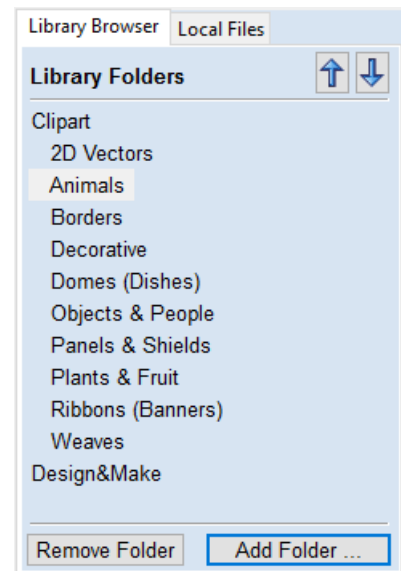 Library Browser Local Files
Library Folders
Clipart
2D Vectors
Animals
Borders
Decorative
Domes (Dishes)
Objects & People
Panels & Shields
Plants & Fruit
Ribbons (Banners)
Weaves
Design&Make
Remove Folder Add Folder ...